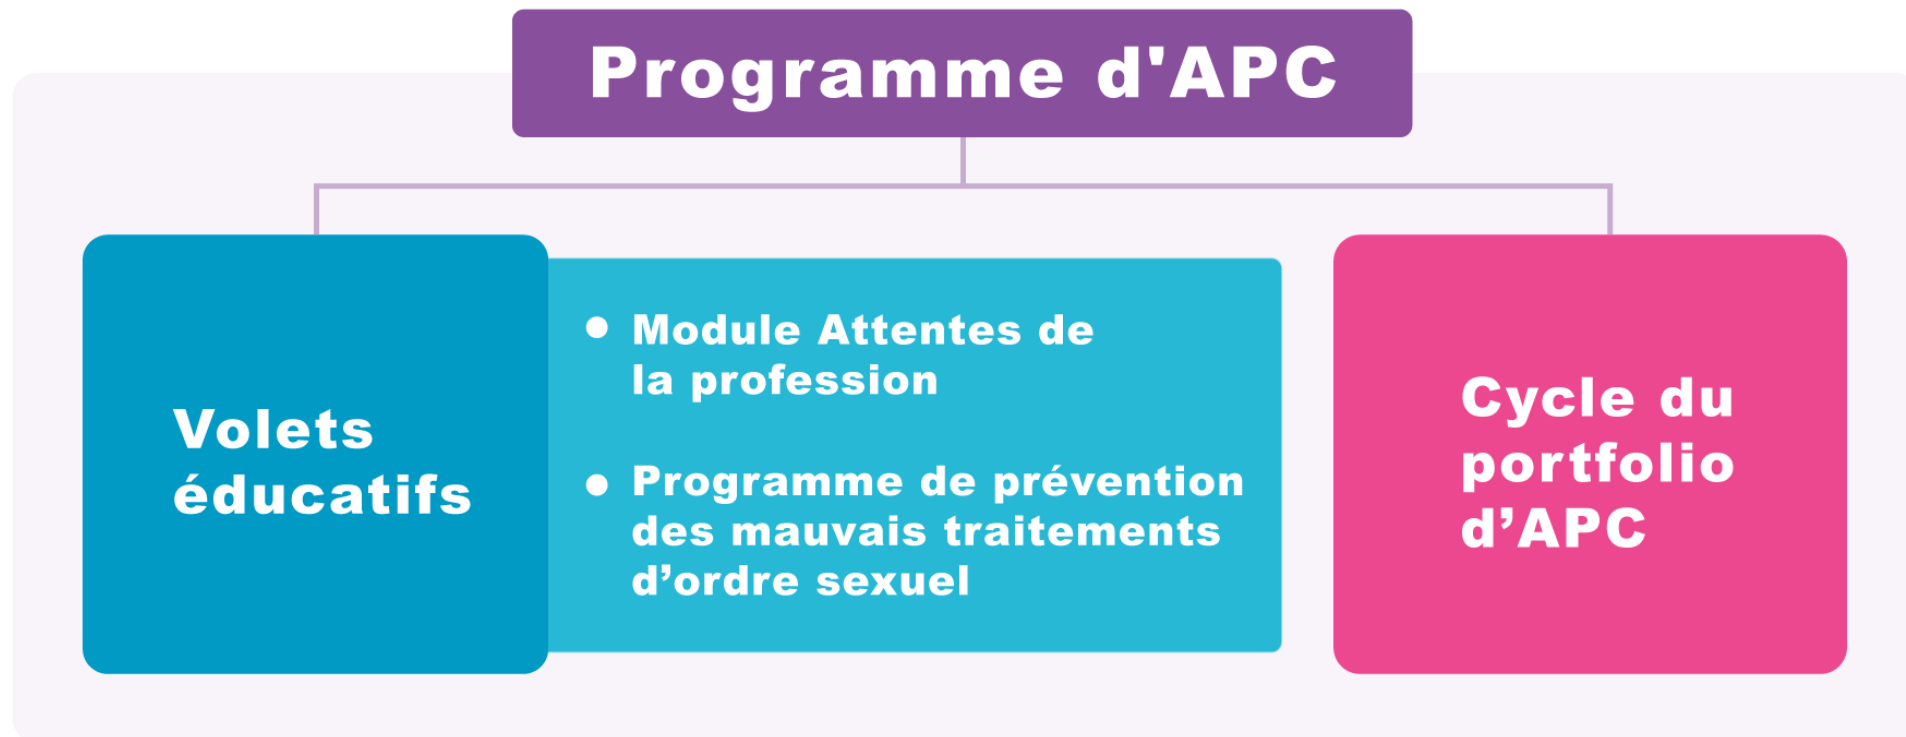 Programme d'APC
Volets
éducatifs
Module Attentes de
la profession
Programme de prévention
des mauvais traitements
d’ordre sexuel
Cycle du
portfolio
d’APC